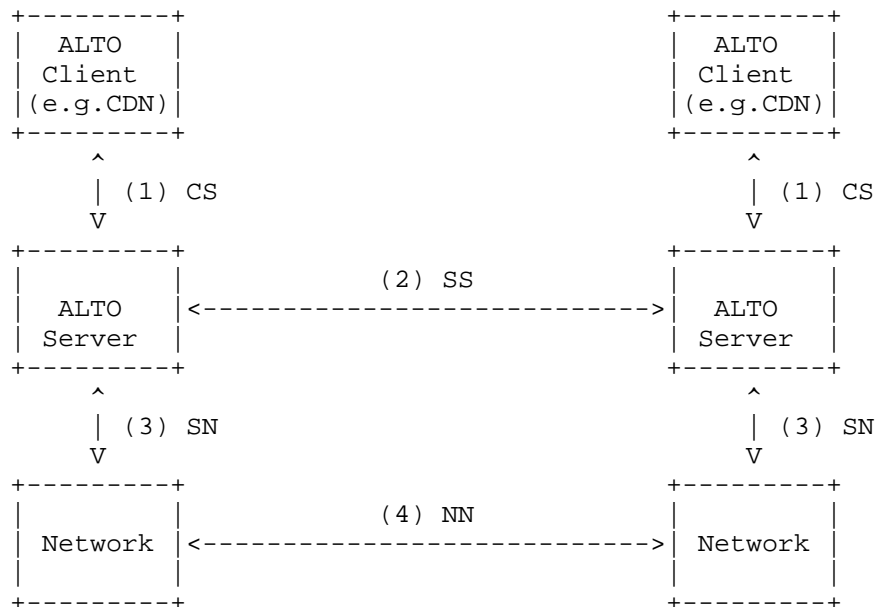 ALTO ALTO
Client Client
(e.g.CDN) (e.g.CDN)
(1) CS (1) CS
(2) SS
ALTO ALTO
Server Server
(3) SN (3) SN
(4) NN
Network Network